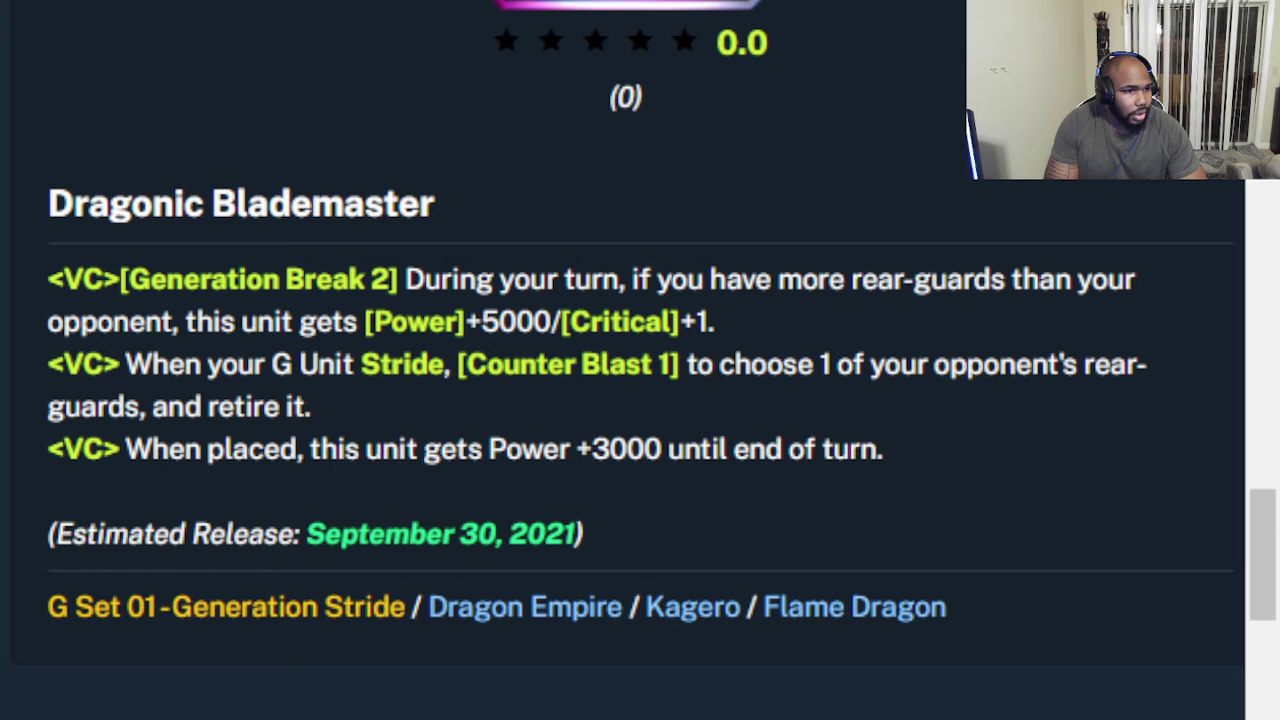 0.0
(0)
Dragonic Blademaster
<VC>[Generation Break 2] During your turn, if you have more rear-guards than your
opponent, this unit gets [Power]+5000/[Critical]+1.
<VC> When your G Unit Stride, [Counter Blast 1] to choose 1 of your opponent's rear-
guards, and retire it.
<VC> When placed, this unit gets Power +3000 until end of turn.
(Estimated Release: September 30, 2021)
G Set 01 - Generation Stride / Dragon Empire / Kagero / Flame Dragon